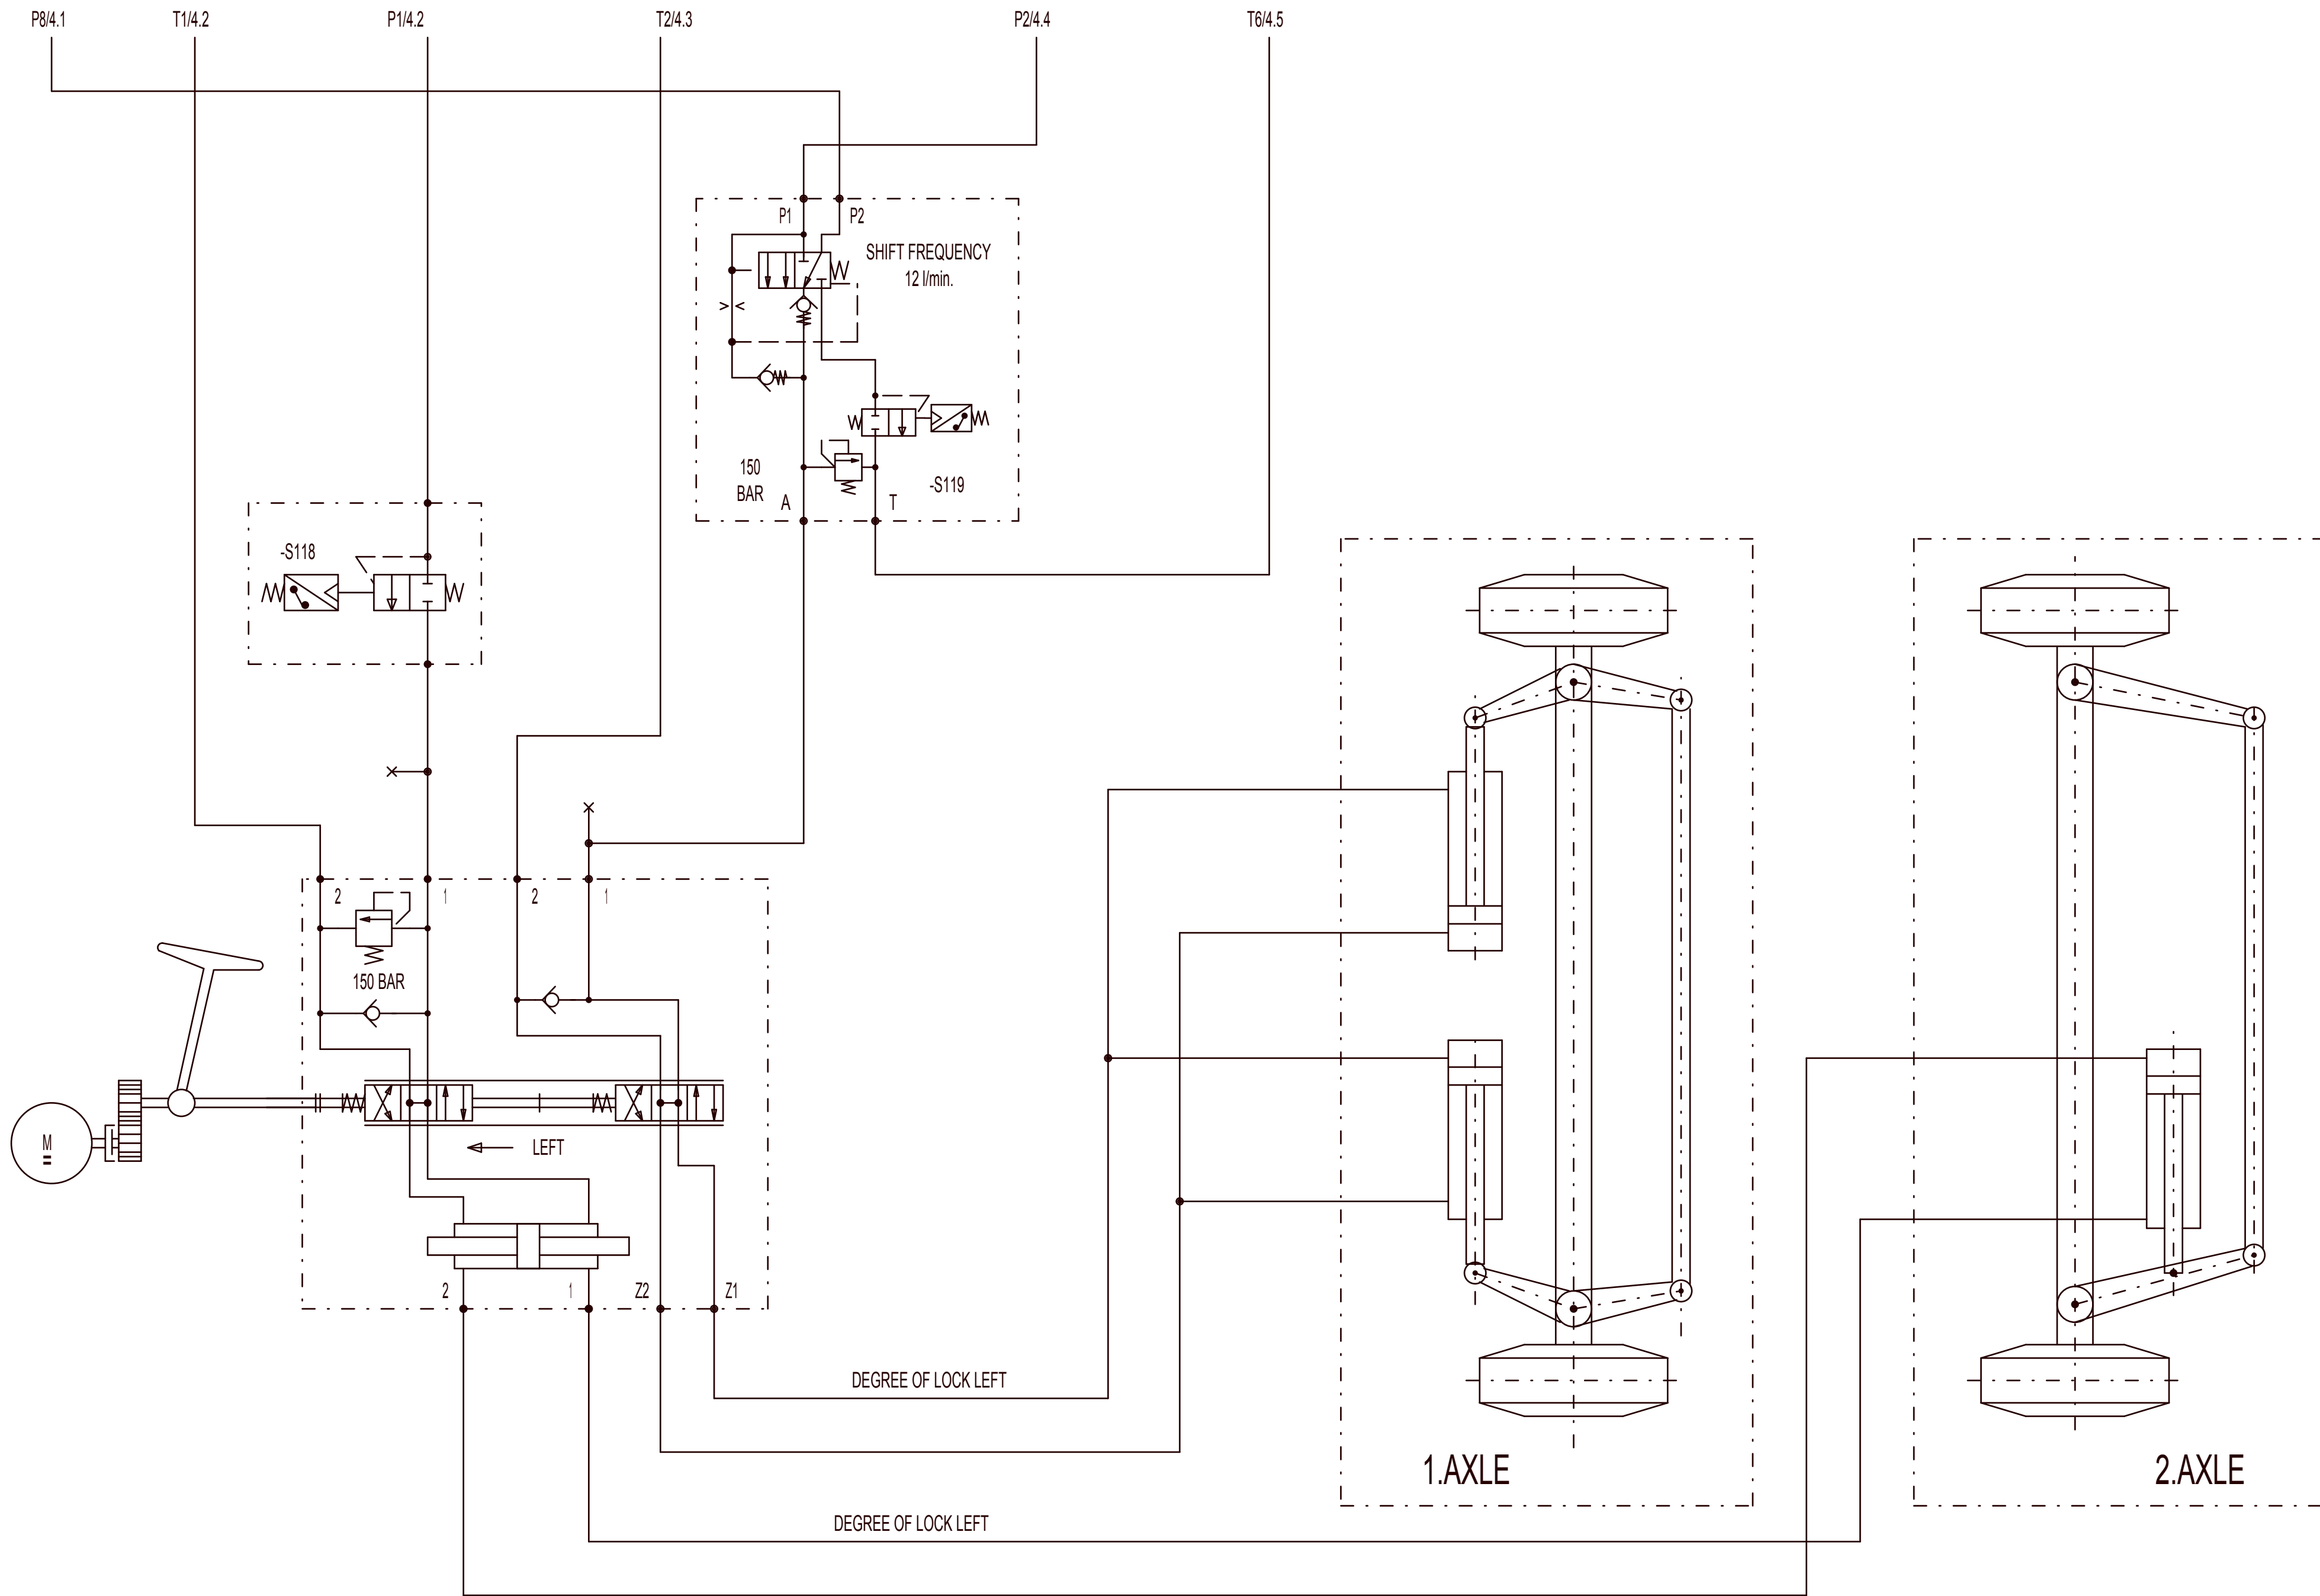 P8/4.1
T1/4.2
P1/4.2
T2/4.3
P2/4.4
T6/4.5
P1
P2
SHIFT FREQUENCY
12 l/min.
150
BAR
A
T
-S119
-S118
2
1
2
1
150 BAR
M
LEFT
2
1
Z2
Z1
DEGREE OF LOCK LEFT
1.AXLE
2.AXLE
DEGREE OF LOCK LEFT